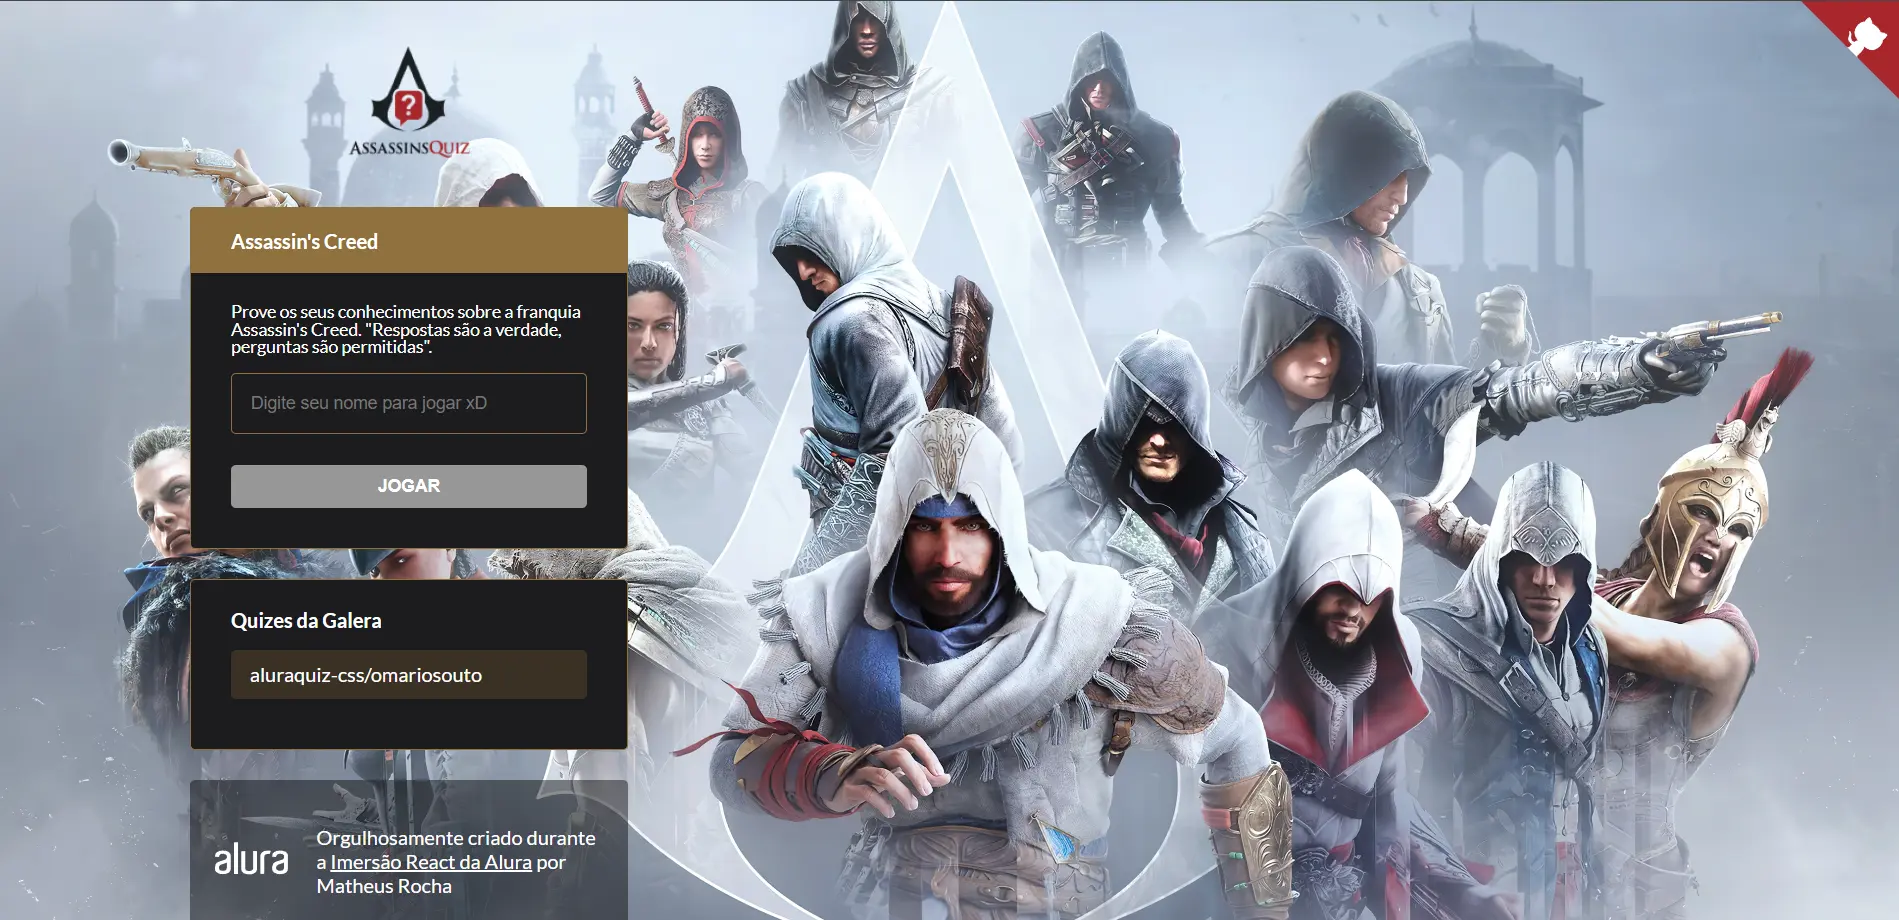 ASSASSINSQUIZ
Assassin's Creed
Prove os seus conhecimentos sobre a franquia
Assassin's Creed. "Respostas são a verdade,
perguntas são permitidas".
Digite seu nome para jogar xD
JOGAR
Quizes da Galera
aluraquiz-css/omariosouto
alura
Orgulhosamente criado durante
a Imersão React da Alura por
Matheus Rocha